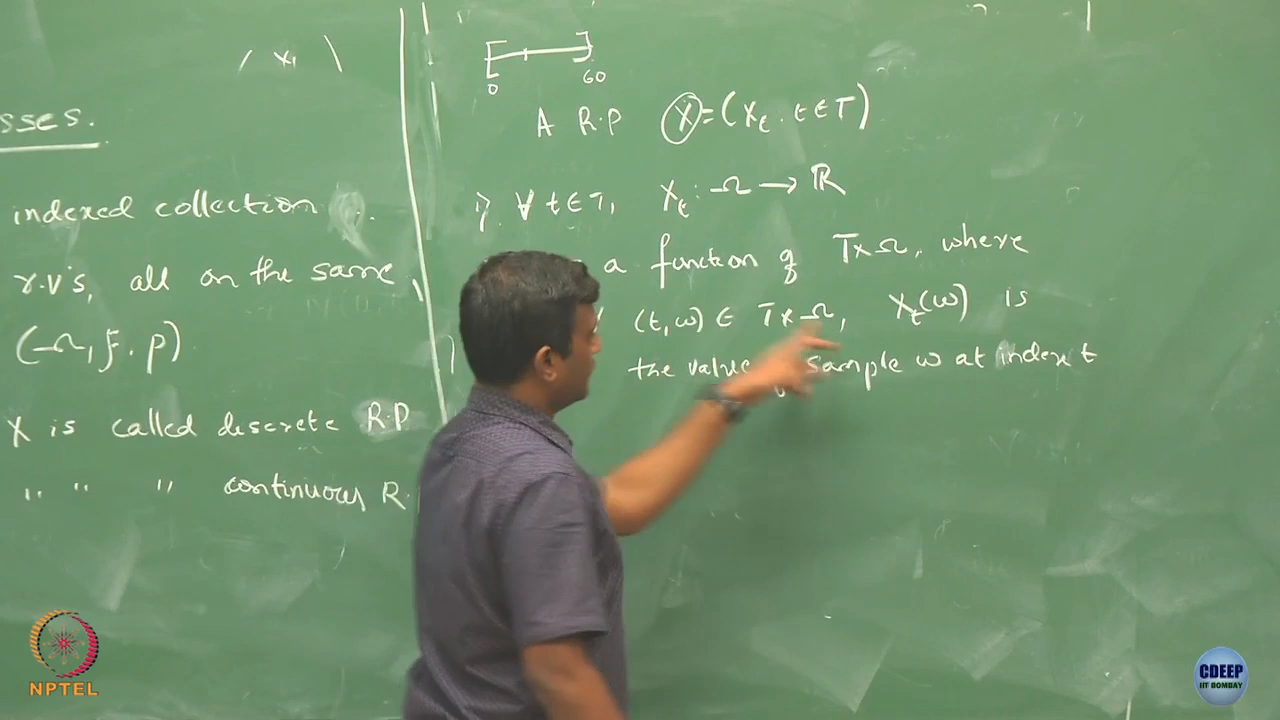 ( X₁ )
sses.
indexed collection
r.v's, all on the same
(Ω, F, P)
X is called discrete R.P
" " " continuous R.
0 60
A R.P X = (X_t. t∈T)
i) ∀ t∈T, X_t: Ω → ℝ
a function of T×Ω, where
(t,ω) ∈ T×Ω, X_t(ω) is
the value sample ω at index t
NPTEL
CDEEP
IIT BOMBAY